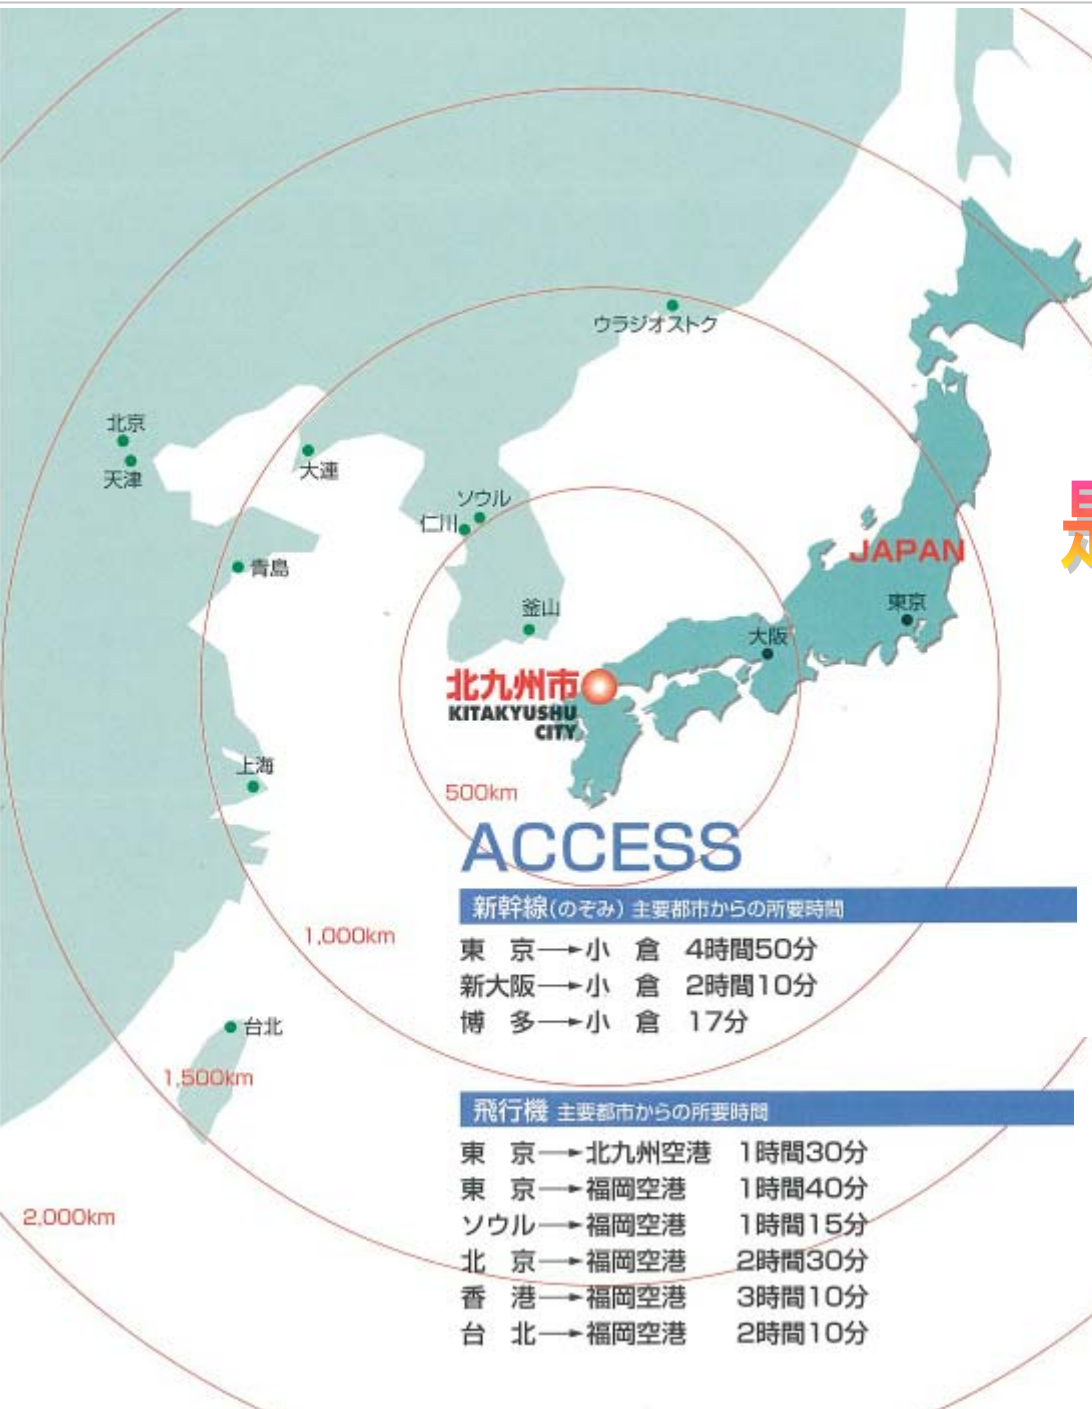 ウラジオストク
北京
天津
大連
ソウル
仁川
青島
釜山
JAPAN
東京
大阪
北九州市
KITAKYUSHU
CITY
上海
500km
ACCESS
新幹線(のぞみ) 主要都市からの所要時間
東 京→小 倉 4時間50分
新大阪→小 倉 2時間10分
博 多→小 倉 17分
1,000km
台北
1,500km
飛行機 主要都市からの所要時間
東 京→北九州空港 1時間30分
東 京→福岡空港 1時間40分
ソウル→福岡空港 1時間15分
北 京→福岡空港 2時間30分
香 港→福岡空港 3時間10分
台 北→福岡空港 2時間10分
2,000km